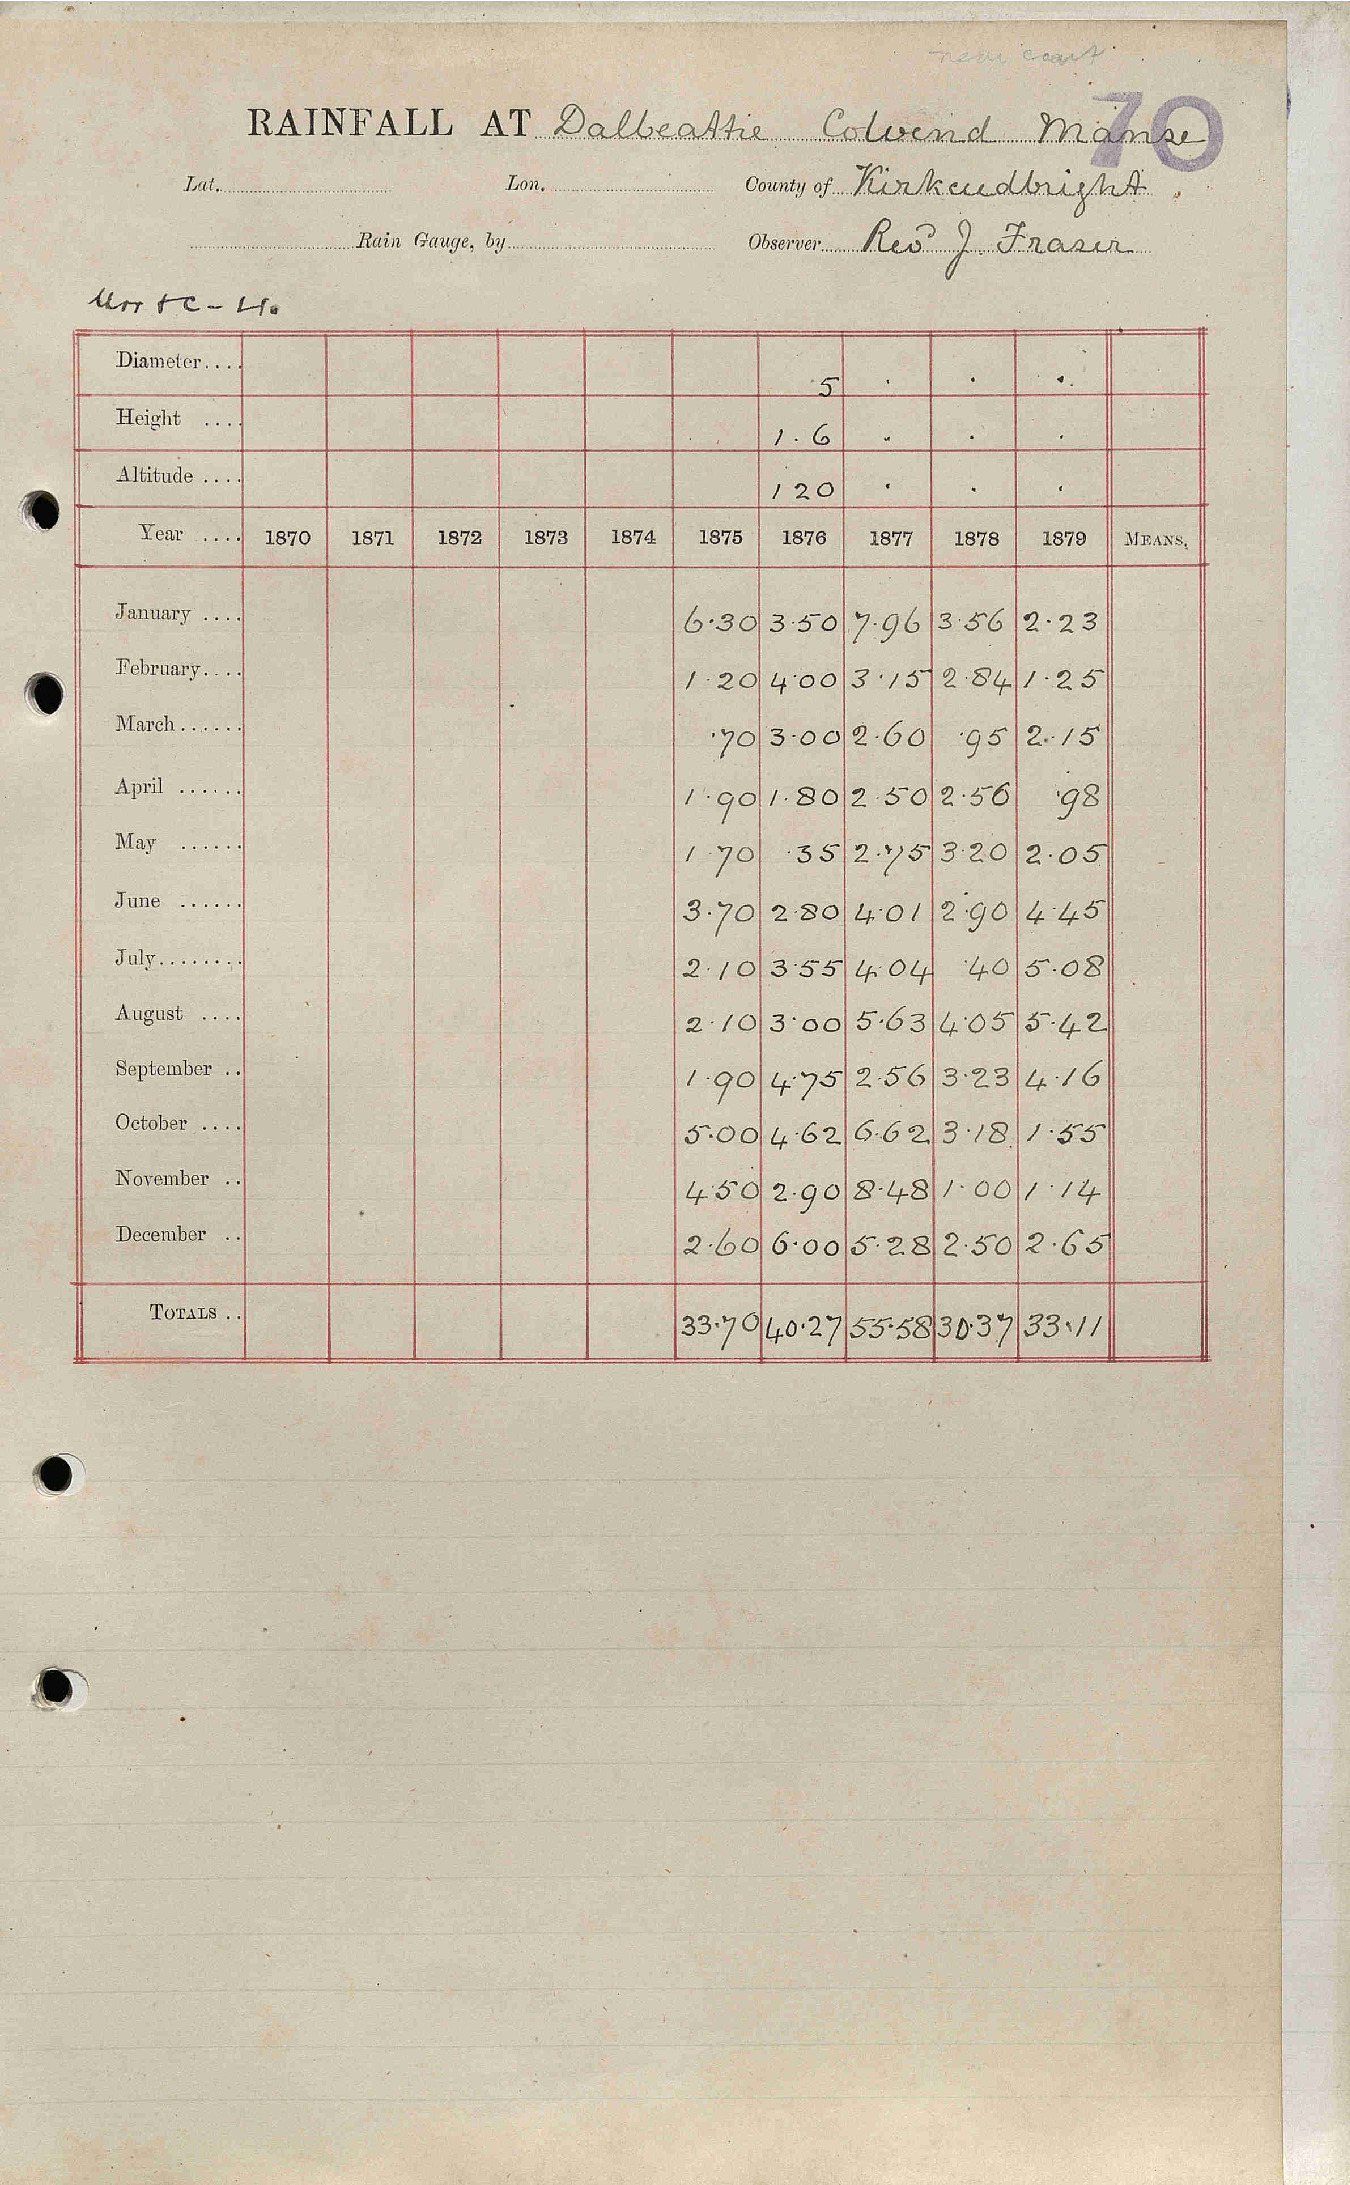 near coast
70
RAINFALL AT Dalbeattie Colvend Manse
Lat. Lon. County of Kirkcudbright
Rain Gauge, by Observer Revd J. Fraser
Diameter.... 5 . . .
Height .... 1.6 . . .
Altitude .... 120 . . .
Year .... 1870 1871 1872 1873 1874 1875 1876 1877 1878 1879 MEANS.
January .... 6.30 3.50 7.96 3.56 2.23
February.... 1.20 4.00 3.15 2.84 1.25
March...... .70 3.00 2.60 .95 2.15
April ...... 1.90 1.80 2.50 2.56 .98
May ...... 1.70 .35 2.75 3.20 2.05
June ...... 3.70 2.80 4.01 2.90 4.45
July........ 2.10 3.55 4.04 .40 5.08
August .... 2.10 3.00 5.63 4.05 5.42
September .. 1.90 4.75 2.56 3.23 4.16
October .... 5.00 4.62 6.62 3.18 1.55
November .. 4.50 2.90 8.48 1.00 1.14
December .. 2.60 6.00 5.28 2.50 2.65
TOTALS .. 33.70 40.27 55.58 30.37 33.11